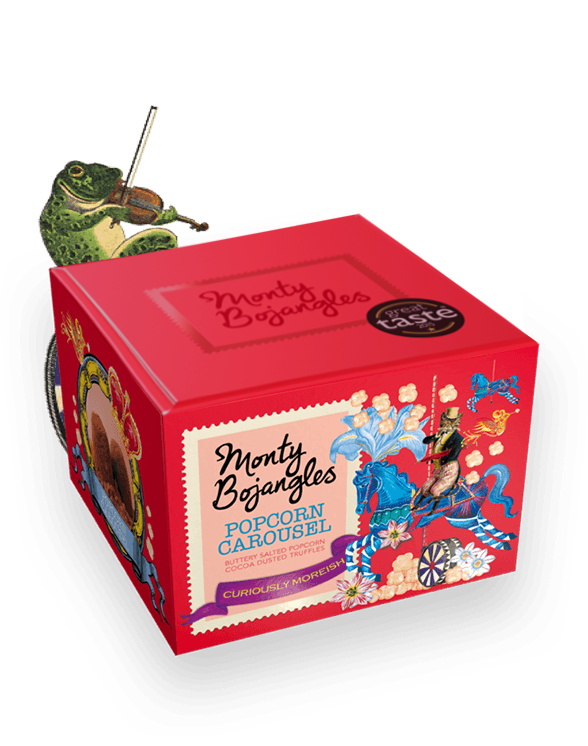 Monty
Bojangles
great
taste
Monty
Bojangles
POPCORN
CAROUSEL
BUTTERY SALTED POPCORN
COCOA DUSTED TRUFFLES
CURIOUSLY MOREISH